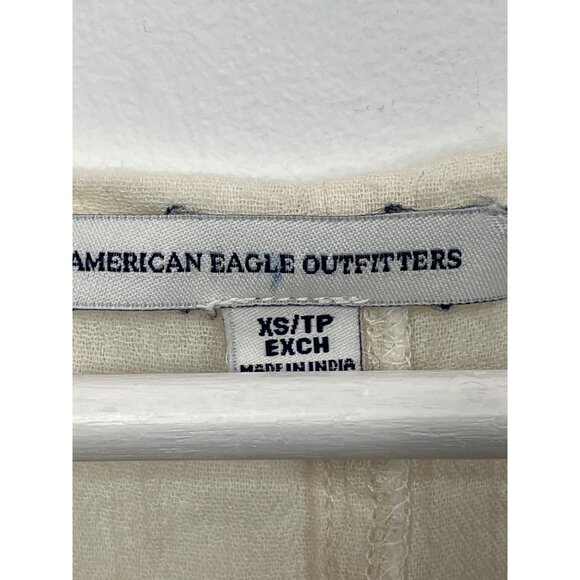 AMERICAN EAGLE OUTFITTERS
XS/TP
EXCH
MADE IN INDIA